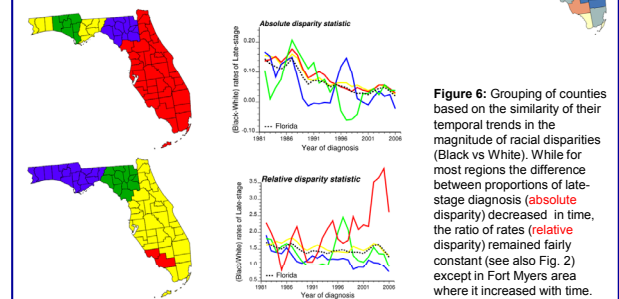 Absolute disparity statistic
(Black-White) rates of Late-stage
0.20
0.10
0.00
-0.10
Florida
1981 1986 1991 1996 2001 2006
Year of diagnosis
Relative disparity statistic
(Black/White) rates of Late-stage
3.5
3.0
2.5
2.0
1.5
1.0
0.5
Florida
1981 1986 1991 1996 2001 2006
Year of diagnosis
Figure 6: Grouping of counties
based on the similarity of their
temporal trends in the
magnitude of racial disparities
(Black vs White). While for
most regions the difference
between proportions of late-
stage diagnosis (absolute
disparity) decreased in time,
the ratio of rates (relative
disparity) remained fairly
constant (see also Fig. 2)
except in Fort Myers area
where it increased with time.